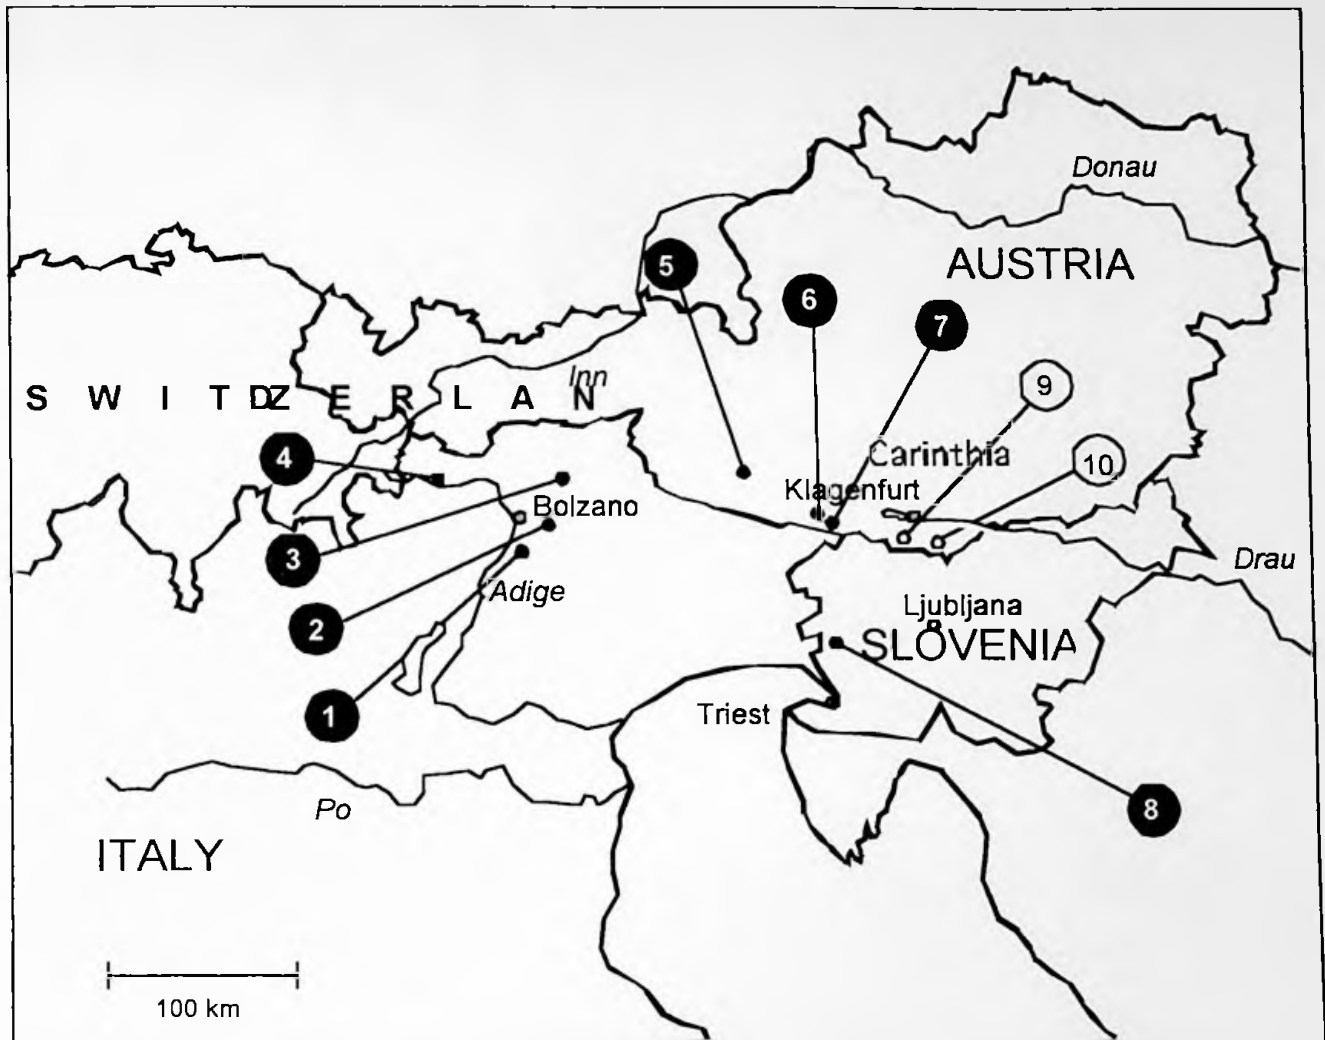 Donau
AUSTRIA
5
6
7
Inn
9
S W I T DZ E R L A N
4
Carinthia
10
Klagenfurt
Bolzano
3
Drau
Adige
Ljubljana
2
SLOVENIA
1
Triest
8
Po
ITALY
100 km